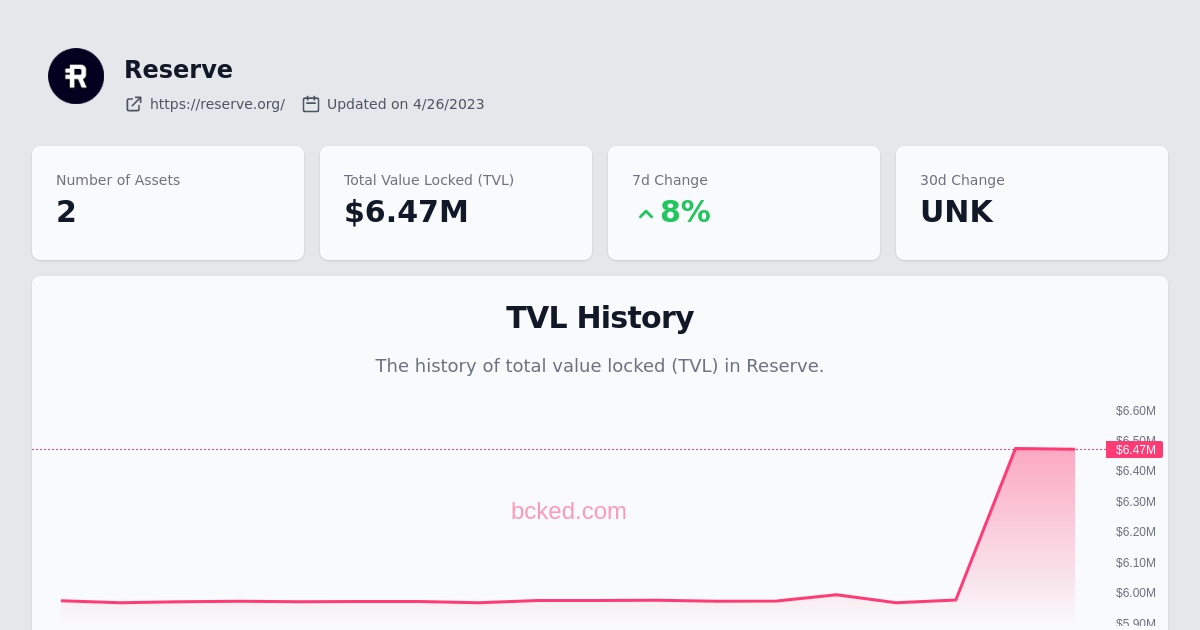 Reserve
https://reserve.org/ Updated on 4/26/2023
Number of Assets
2
Total Value Locked (TVL)
$6.47M
7d Change
8%
30d Change
UNK
TVL History
The history of total value locked (TVL) in Reserve.
$6.60M
$6.50M
$6.47M
$6.40M
bcked.com
$6.30M
$6.20M
$6.10M
$6.00M
$5.90M